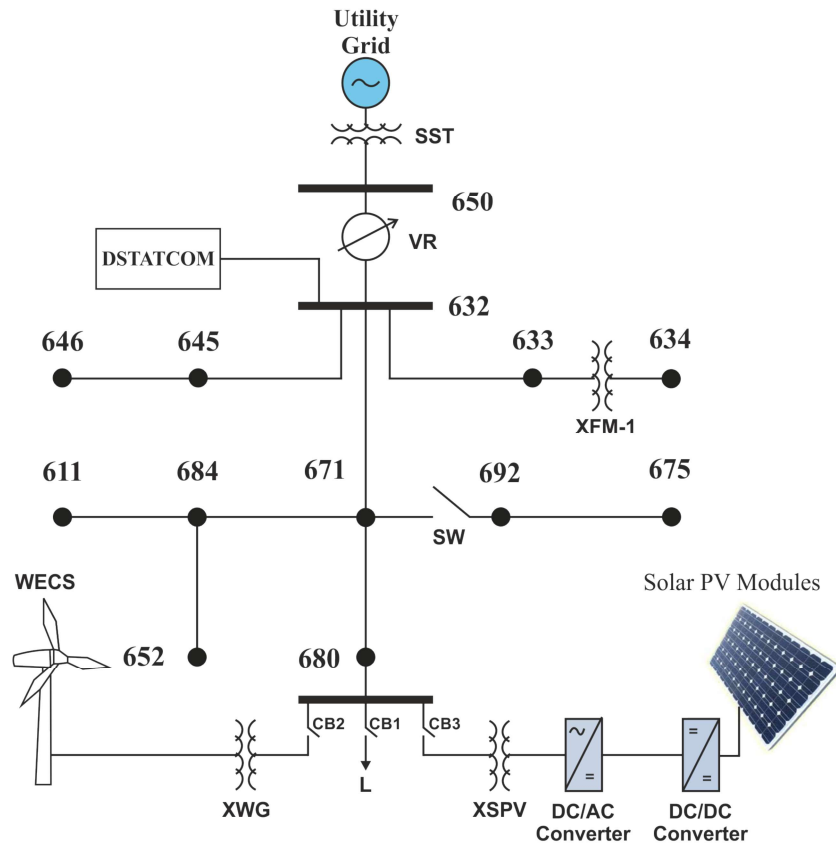 Utility
Grid
SST
650
VR
DSTATCOM
632
646
645
633
634
XFM-1
611
684
671
692
675
SW
WECS
Solar PV Modules
652
680
CB2
CB1
CB3
L
XWG
XSPV
DC/AC
Converter
DC/DC
Converter